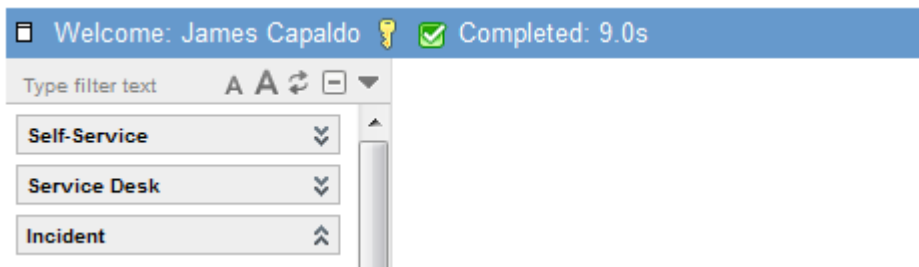 Welcome: James Capaldo Completed: 9.0s
Type filter text A A
Self-Service
Service Desk
Incident